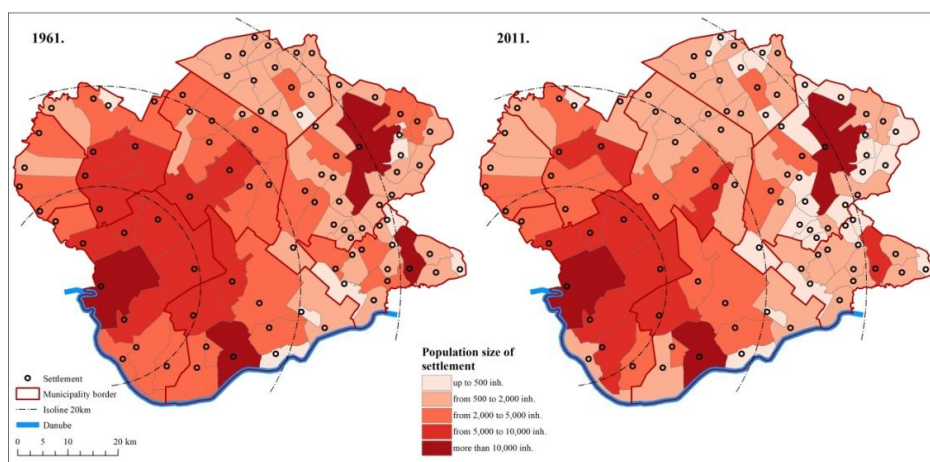 1961.
2011.
Settlement
Municipality border
Isoline 20km
Danube
0 5 10 20 km
Population size of
settlement
up to 500 inh.
from 500 to 2,000 inh.
from 2,000 to 5,000 inh.
from 5,000 to 10,000 inh.
more than 10,000 inh.